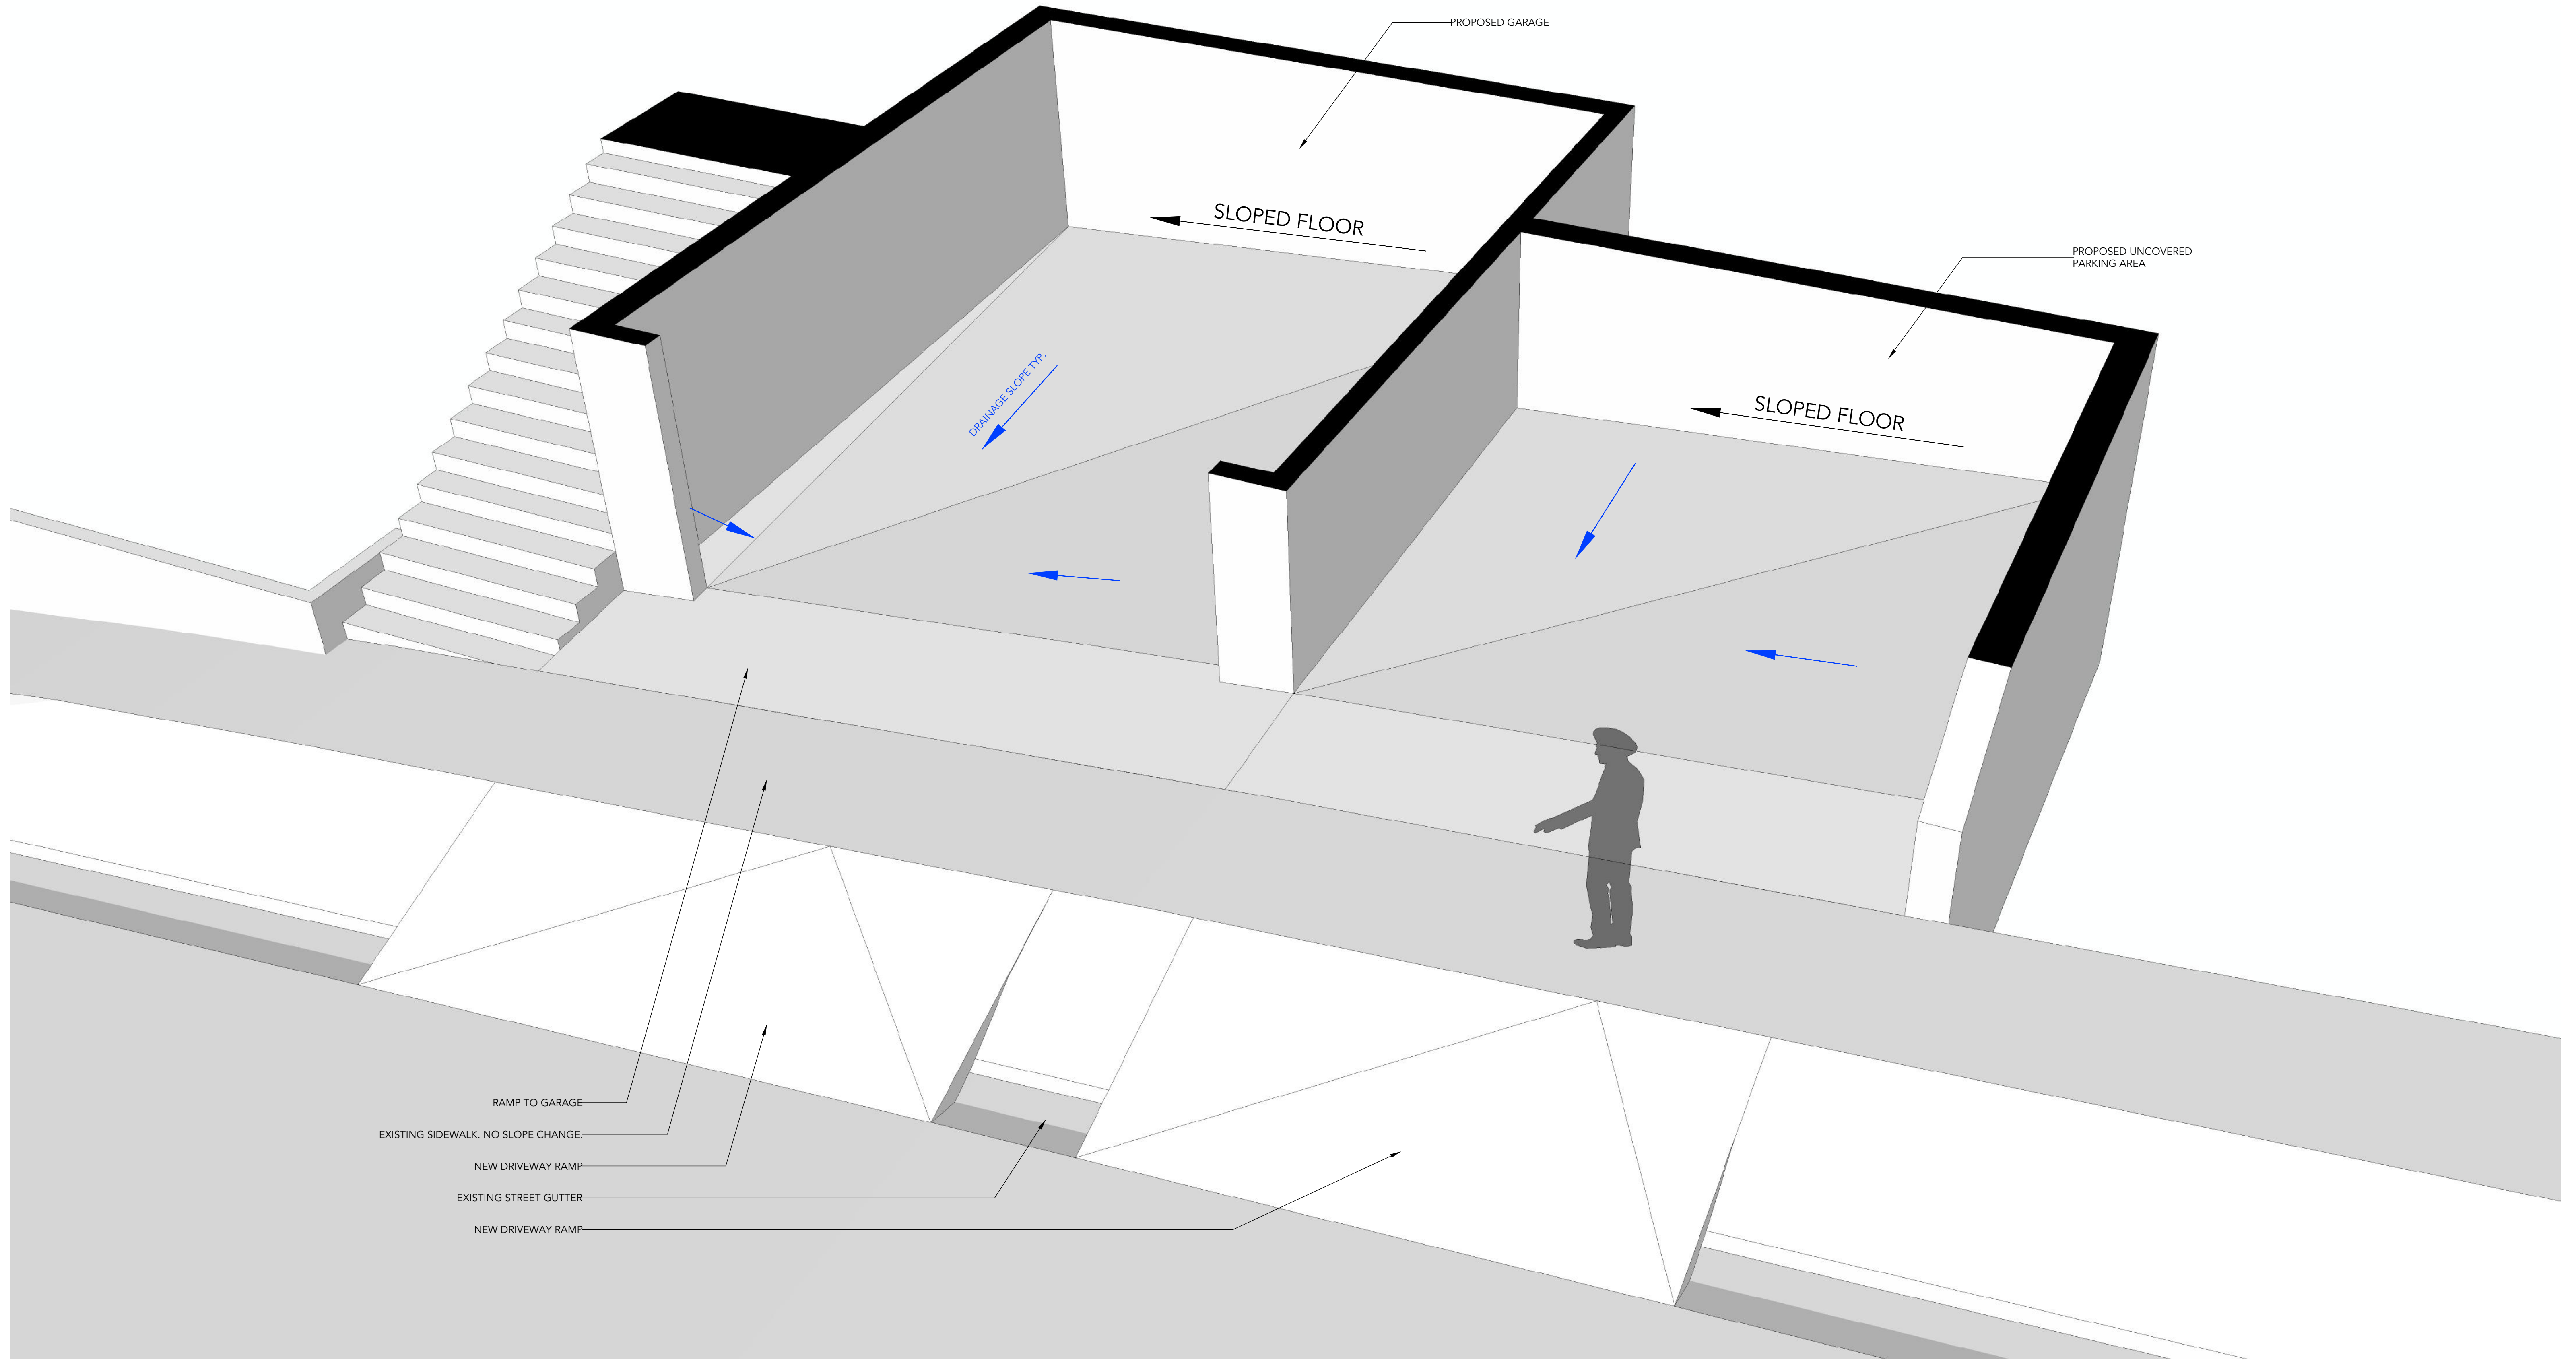 PROPOSED GARAGE
SLOPED FLOOR
PROPOSED UNCOVERED
PARKING AREA
DRAINAGE SLOPE TYP.
SLOPED FLOOR
RAMP TO GARAGE
EXISTING SIDEWALK. NO SLOPE CHANGE.
NEW DRIVEWAY RAMP
EXISTING STREET GUTTER
NEW DRIVEWAY RAMP